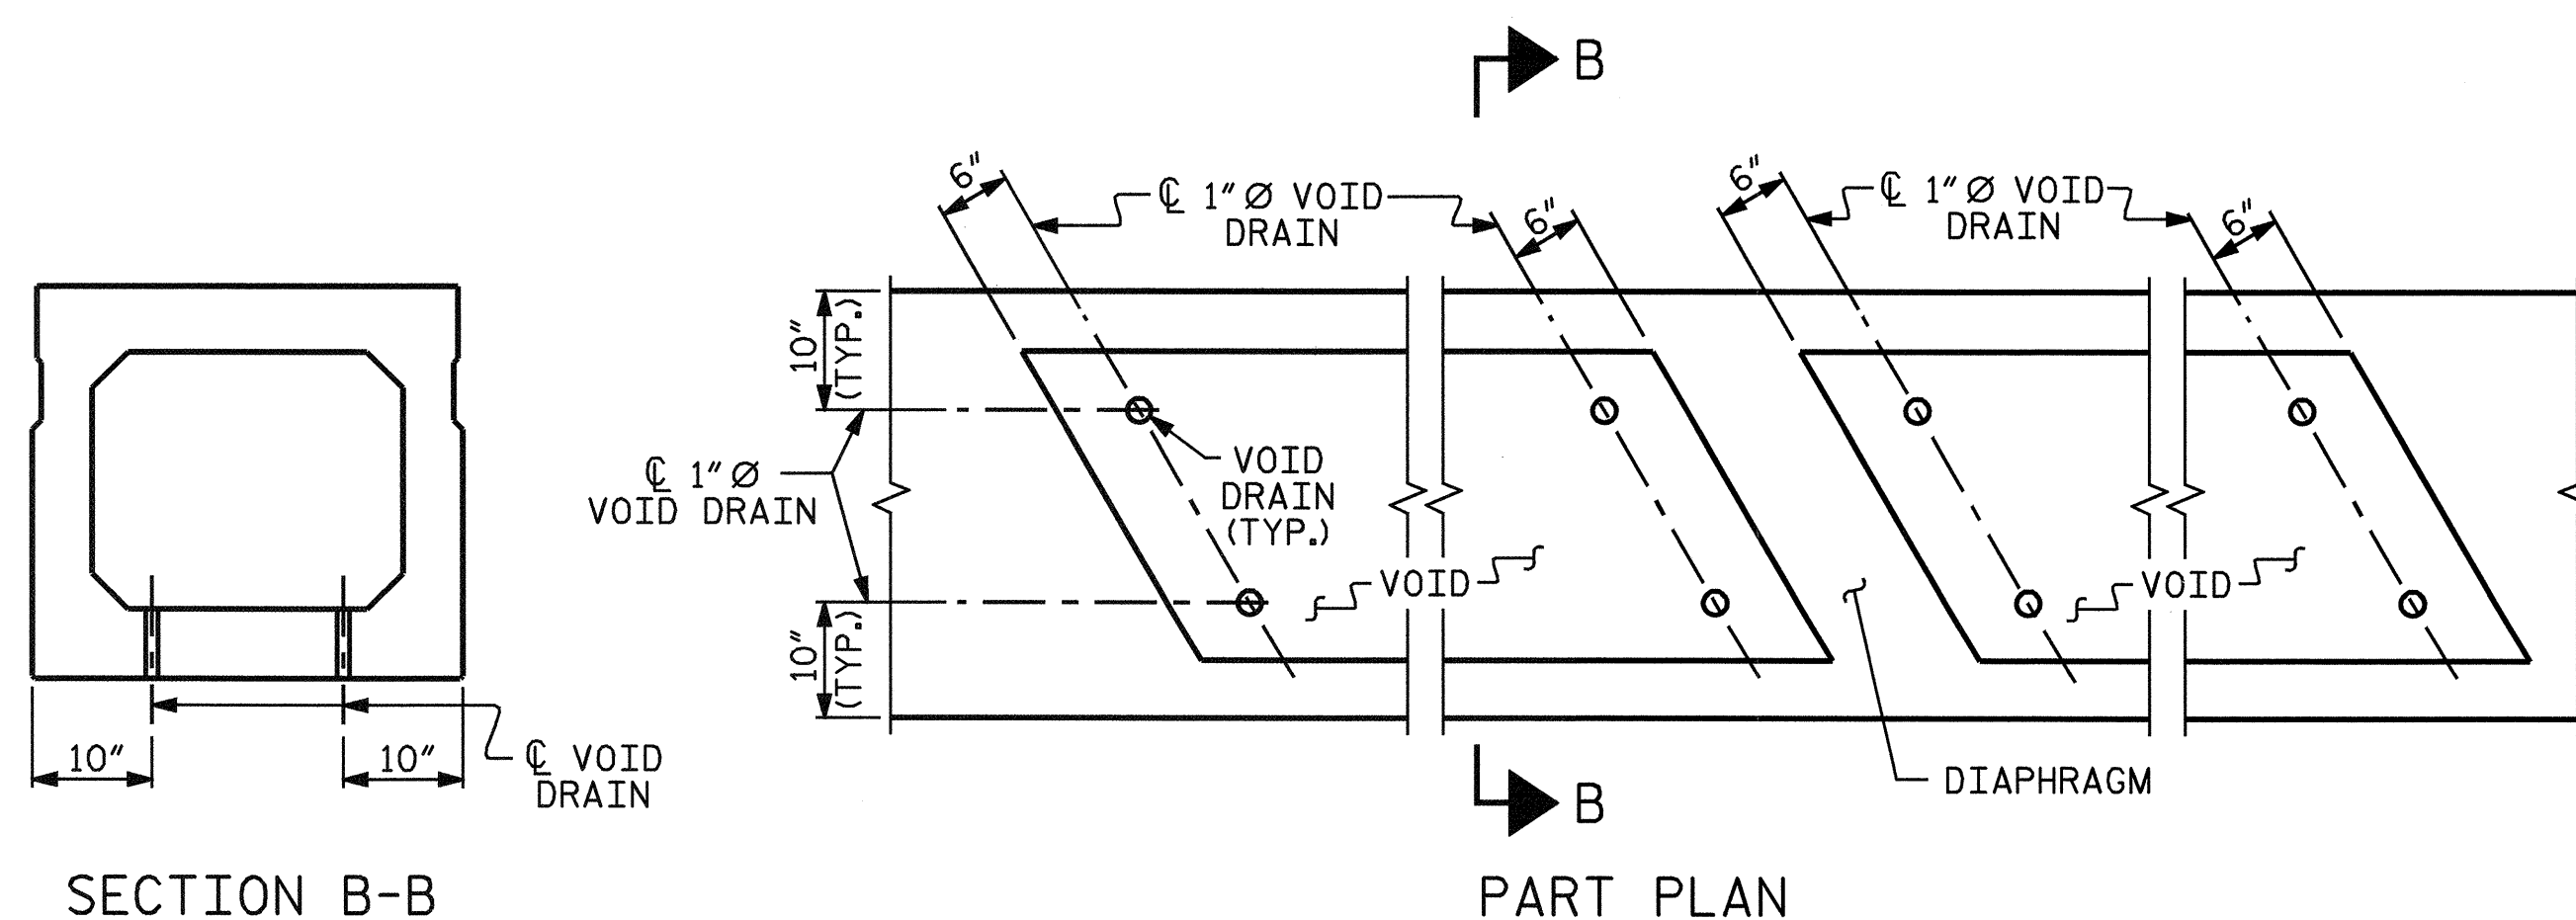 B
6"
℄ 1" Ø VOID
DRAIN
6"
6"
℄ 1" Ø VOID
DRAIN
6"
10"
(TYP.)
℄ 1" Ø
VOID DRAIN
VOID
DRAIN
(TYP.)
VOID
VOID
10"
(TYP.)
10"
10"
℄ VOID
DRAIN
DIAPHRAGM
B
SECTION B-B
PART PLAN